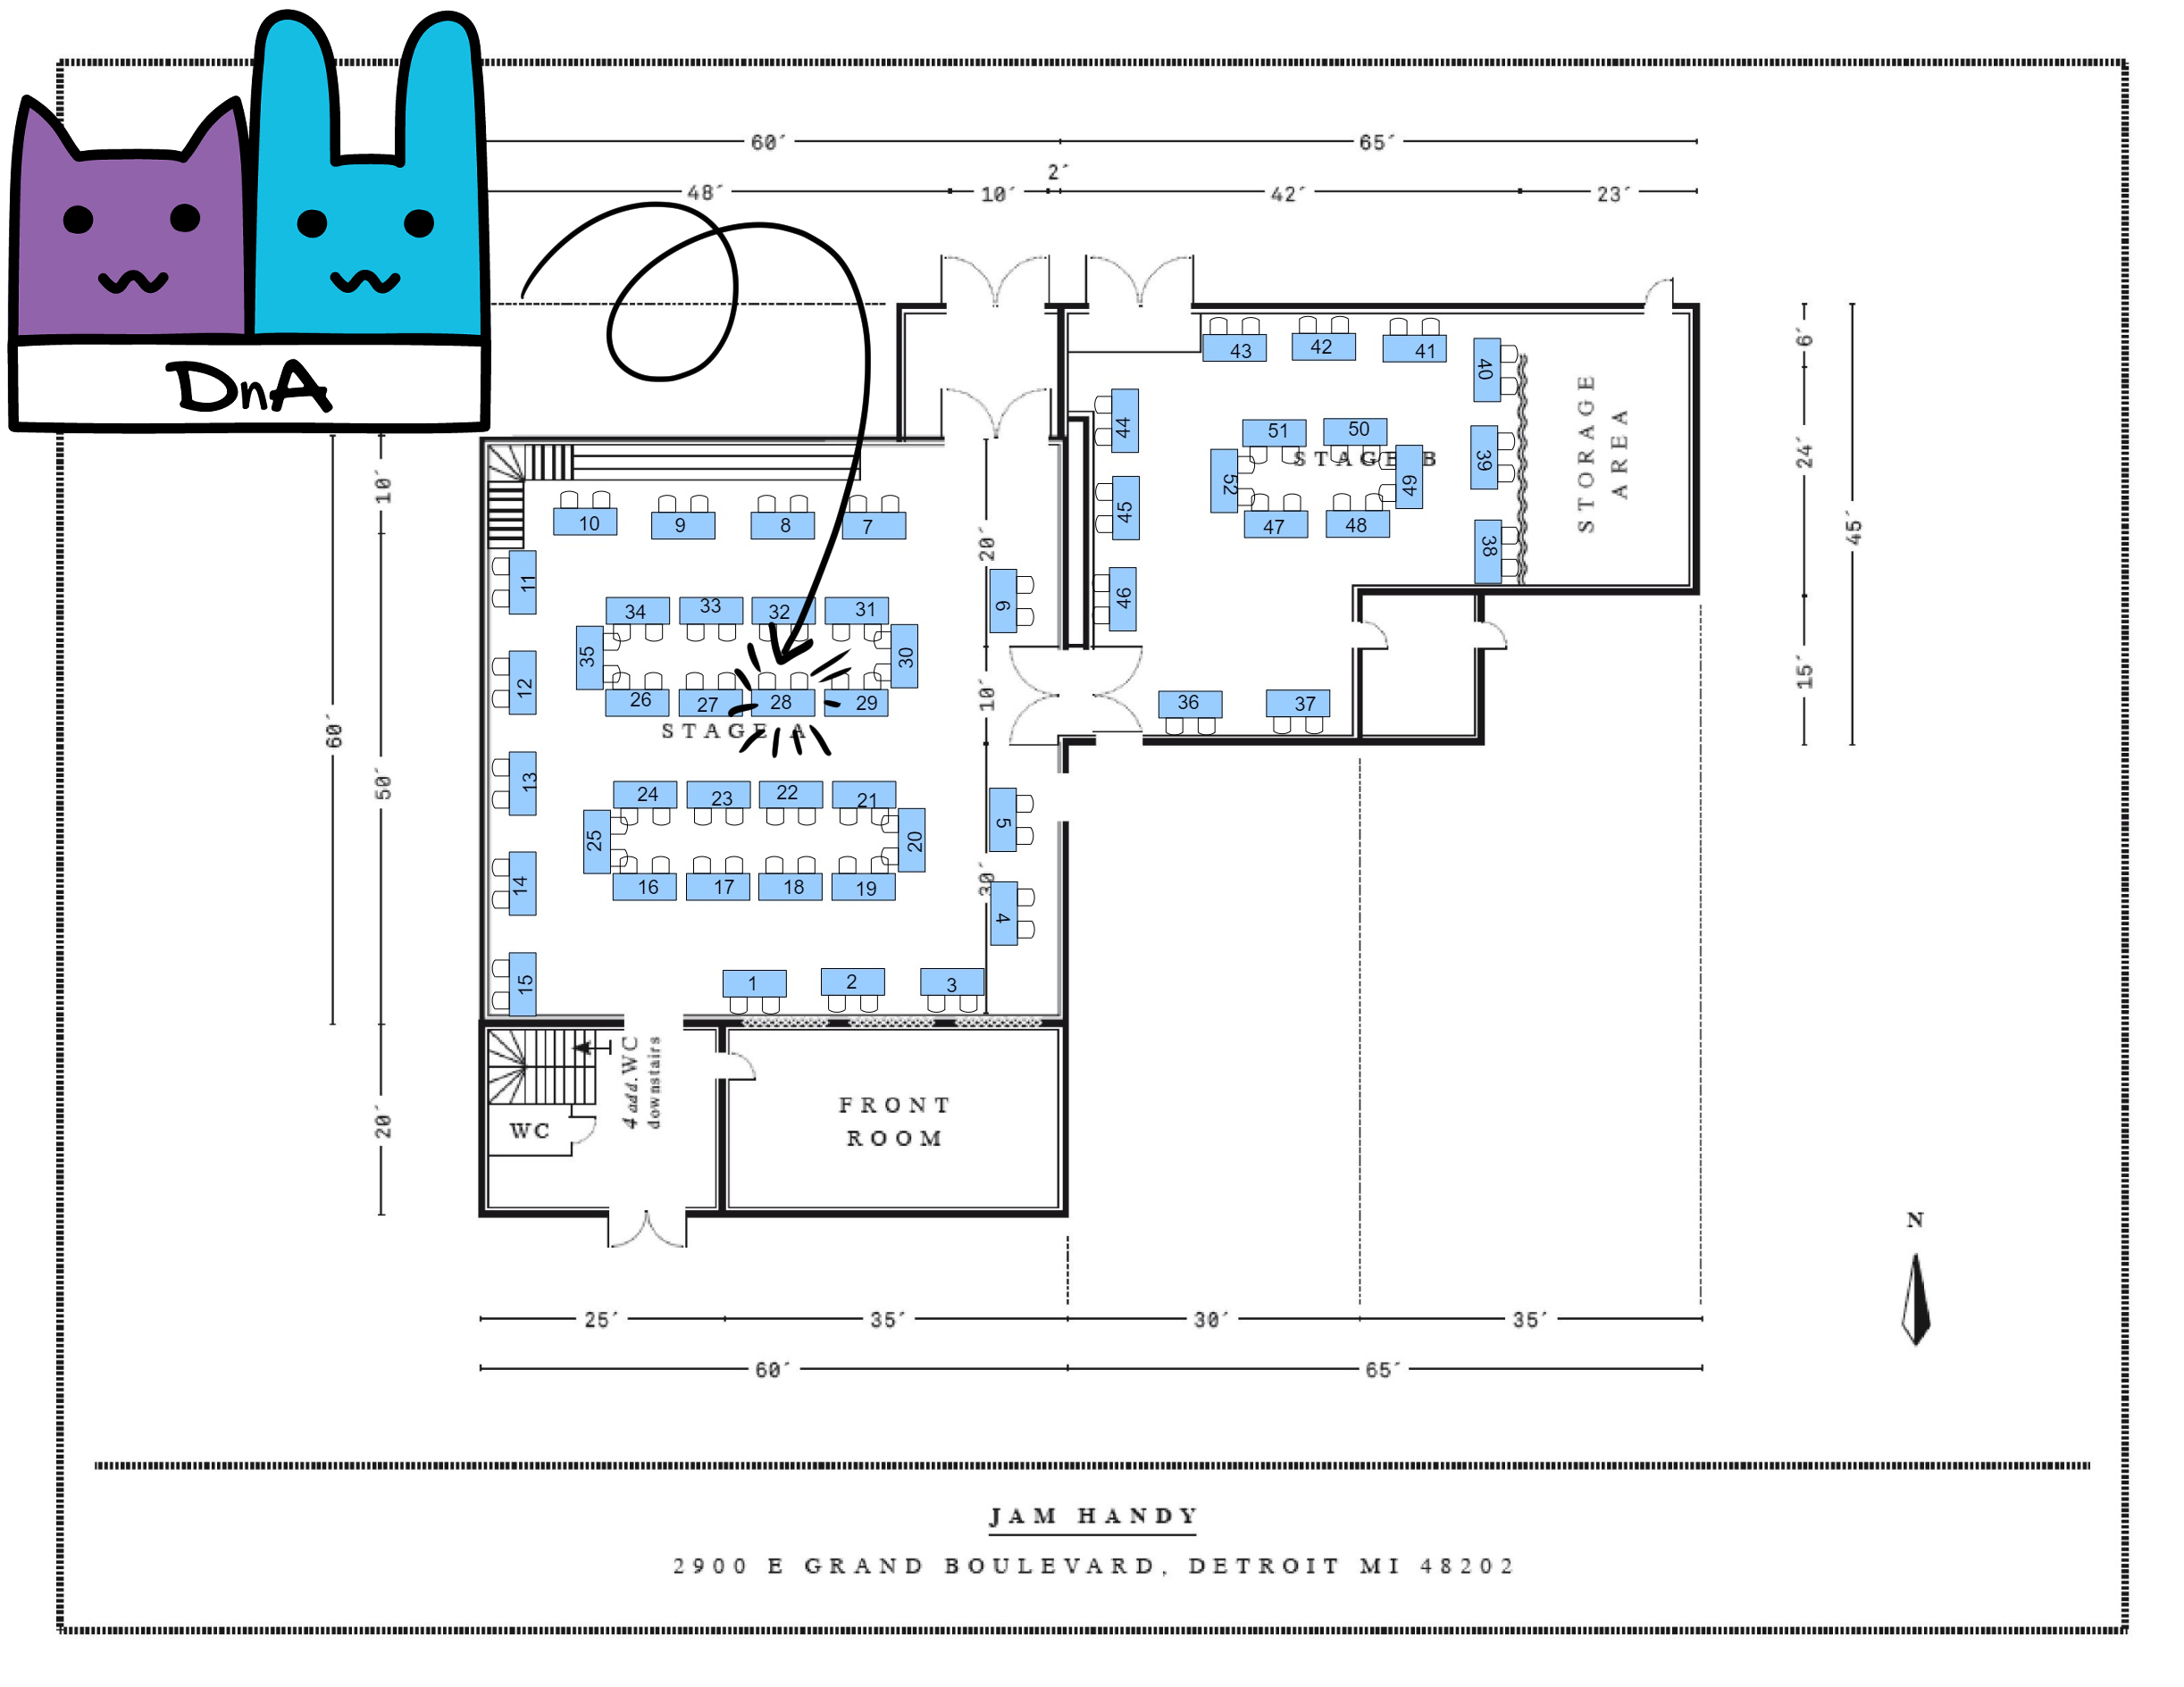 DnA
60′ 65′
2′
48′ 10′ 42′ 23′
43 42 41
40
6′
44
51 50
STAGE B
39
STORAGE
AREA
24′
45′
52
49
10′
45
47 48
10 9 8 7
38
20′
11
6
46
34 33 32 31
35
30
12
26 27 28 29
10′
36 37
15′
STAGE A
60′
50′
13
24 23 22 21
5
25
20
14
16 17 18 19
30′
4
15
1 2 3
4 add. WC
downstairs
FRONT
ROOM
WC
20′
N
25′ 35′ 30′ 35′
60′ 65′
JAM HANDY
2900 E GRAND BOULEVARD, DETROIT MI 48202